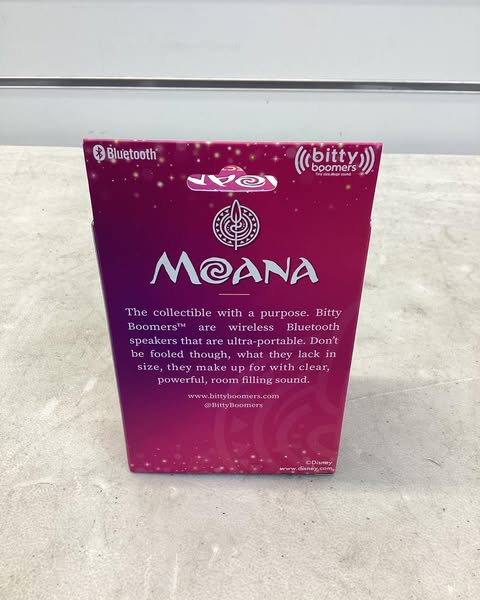 Bluetooth
bitty
boomers
Tiny size. Huge sound.
MOANA
The collectible with a purpose. Bitty
Boomers™ are wireless Bluetooth
speakers that are ultra-portable. Don't
be fooled though, what they lack in
size, they make up for with clear,
powerful, room filling sound.
www.bittyboomers.com
@BittyBoomers
©Disney
www.disney.com